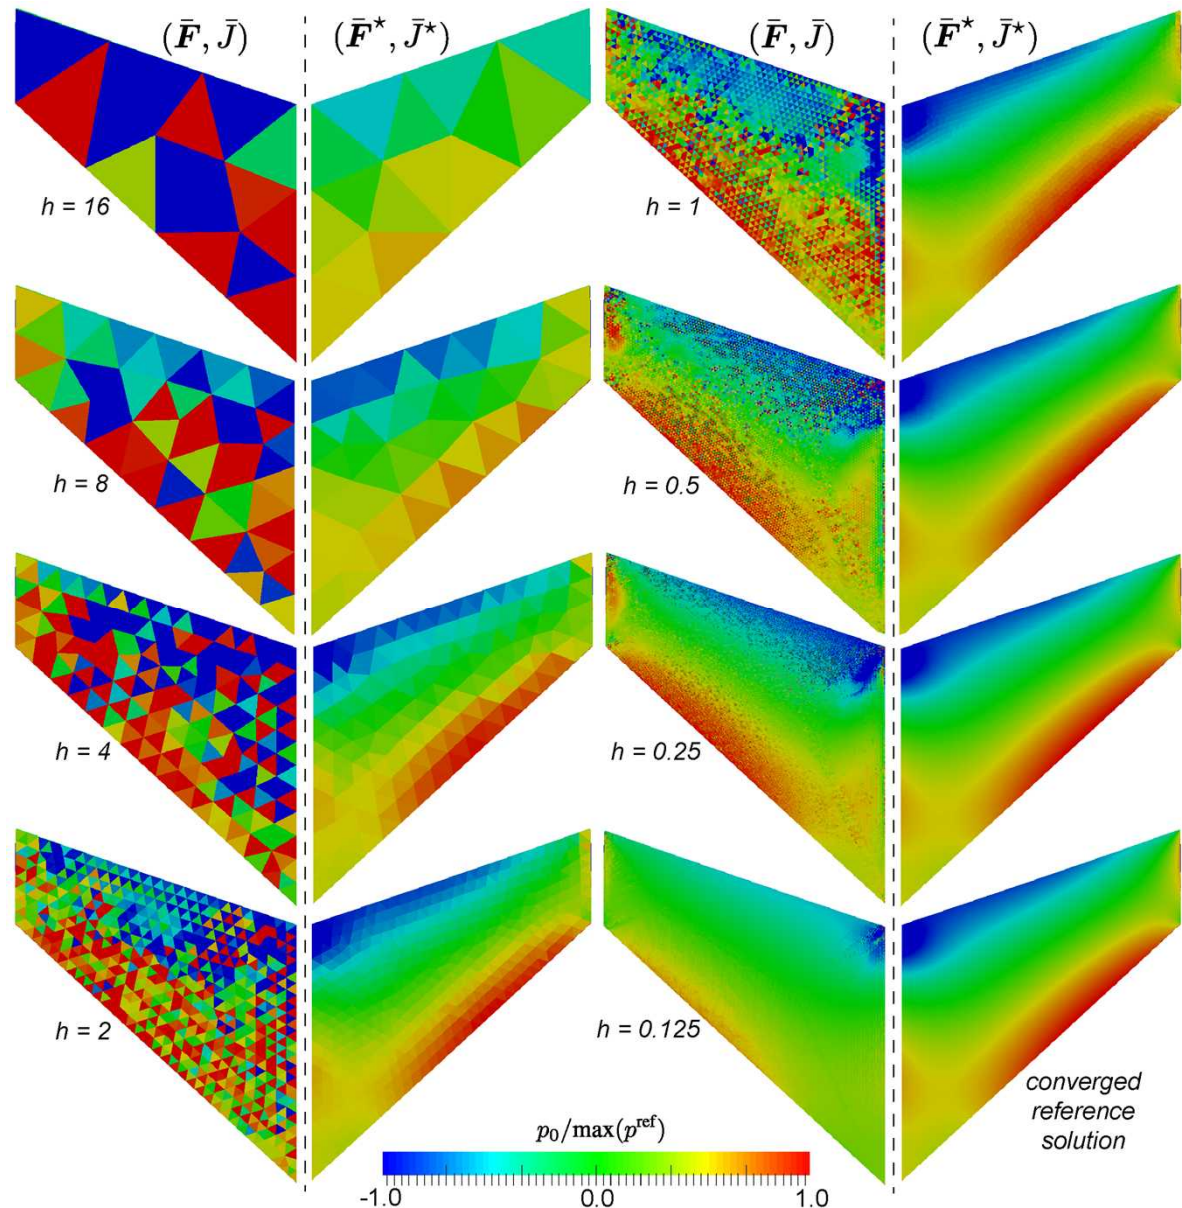 (F̄, J̄)
(F̄*, J̄*)
(F̄, J̄)
(F̄*, J̄*)
h = 16
h = 1
h = 8
h = 0.5
h = 4
h = 0.25
h = 2
h = 0.125
converged
reference
solution
p₀/max(p^ref)
-1.0 0.0 1.0